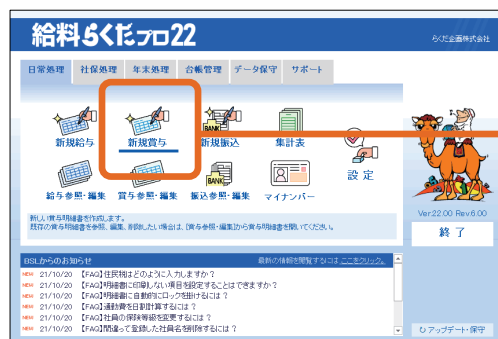 給料らくだプロ22
らくだ企画株式会社
日常処理 社保処理 年末処理 台帳管理 データ保守 サポート
新規給与 新規賞与 新規振込 集計表
BANK
設定
給与参照・編集 賞与参照・編集 振込参照・編集 マイナンバー
BANK
新しい賞与明細書を作成します。
既存の賞与明細書を参照、編集、削除したい場合は、[賞与参照・編集]から賞与明細書を開いてください。
Ver.22.00 Rev.6.00
終了
BSLからのお知らせ 最新の情報を閲覧するには ここをクリック。
NEW 21/10/20 【FAQ】住民税はどのように入力しますか？
NEW 21/10/20 【FAQ】明細書に印刷しない項目を設定することはできますか？
NEW 21/10/20 【FAQ】明細書に自動的にロックを掛けるには？
NEW 21/10/20 【FAQ】通勤費を日割計算するには？
NEW 21/10/20 【FAQ】社員の保険等級を変更するには？
NEW 21/10/20 【FAQ】間違って登録した社員名を削除するには？
アップデート・保守